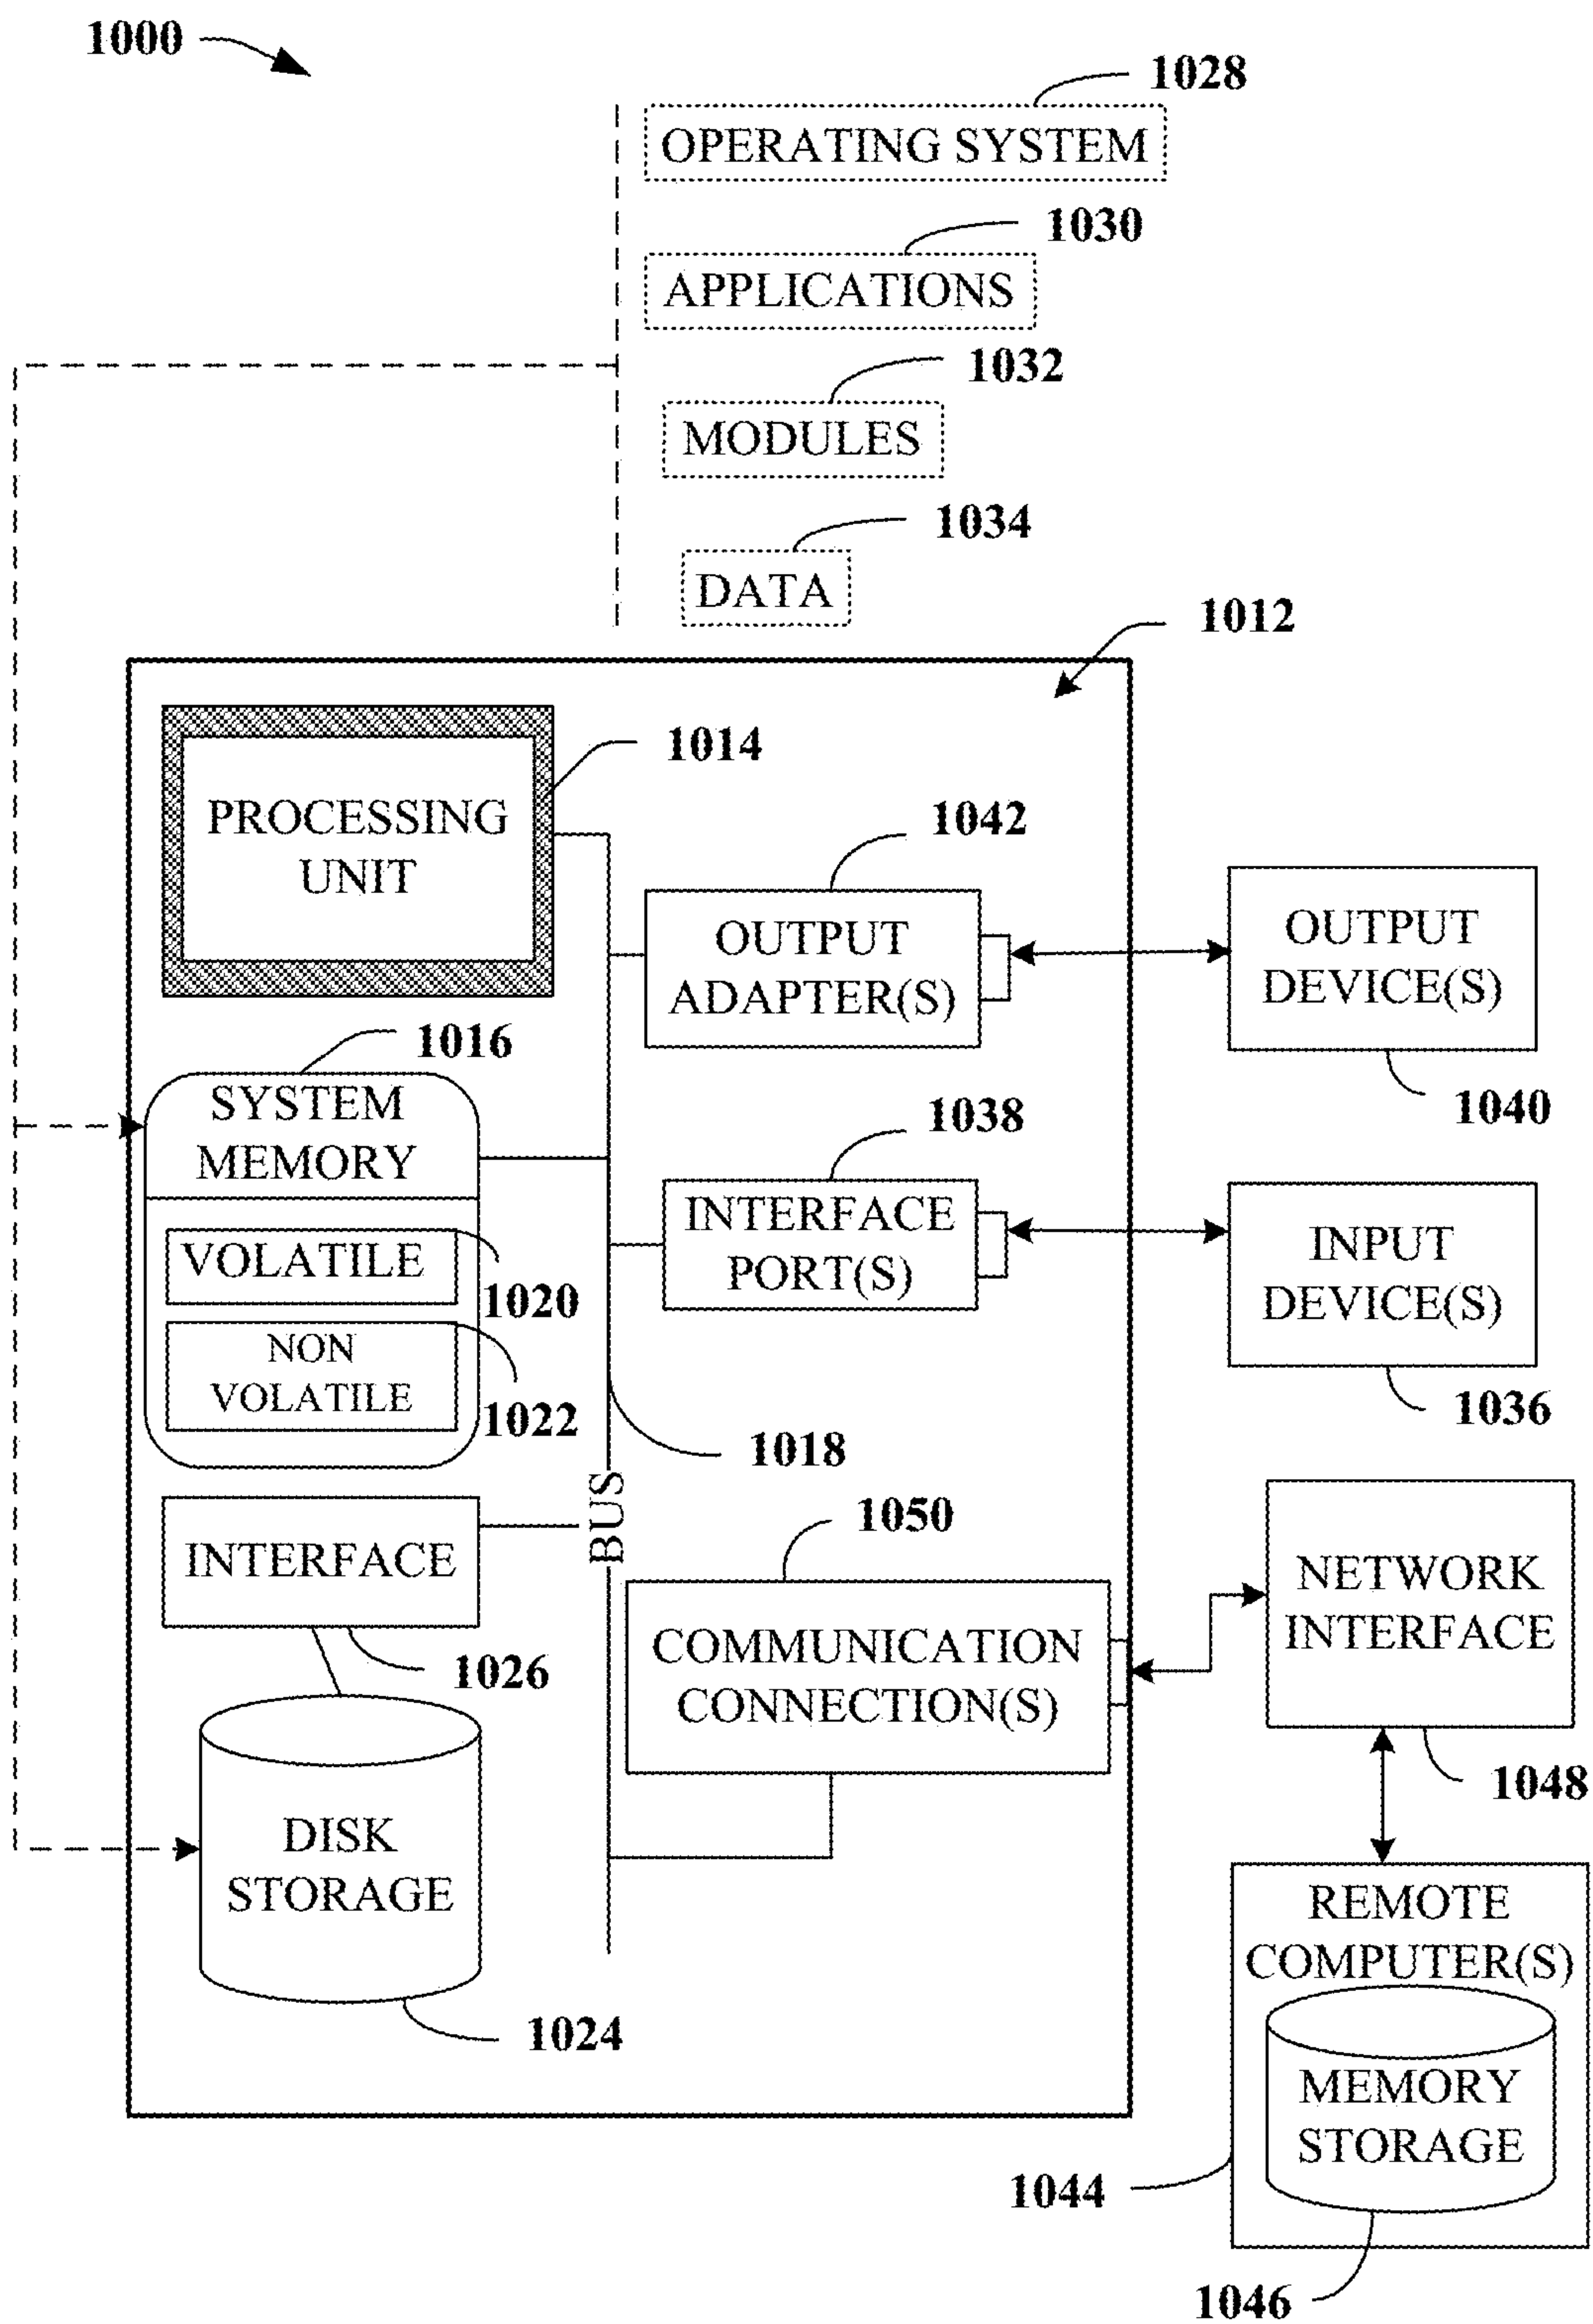 1000
1028
OPERATING SYSTEM
1030
APPLICATIONS
1032
MODULES
1034
DATA
1012
PROCESSING
UNIT
1014
1042
OUTPUT
ADAPTER(S)
OUTPUT
DEVICE(S)
1040
1016
SYSTEM
MEMORY
VOLATILE
1020
NON
VOLATILE
1022
1038
INTERFACE
PORT(S)
INPUT
DEVICE(S)
1036
1018
BUS
INTERFACE
1026
1050
COMMUNICATION
CONNECTION(S)
NETWORK
INTERFACE
1048
DISK
STORAGE
1024
REMOTE
COMPUTER(S)
MEMORY
STORAGE
1044
1046